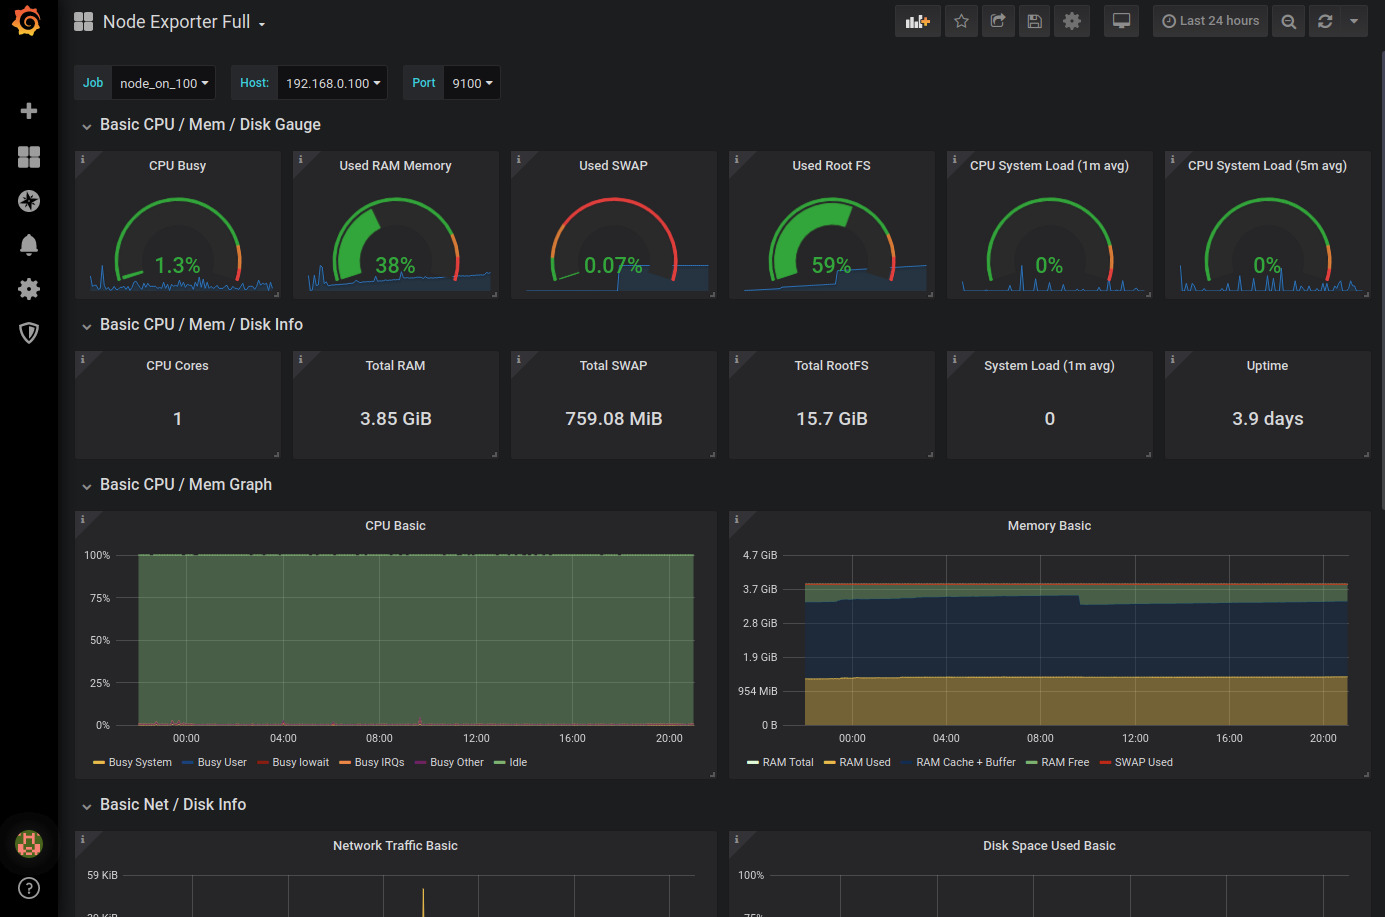 Node Exporter Full
Last 24 hours
Job node_on_100 Host: 192.168.0.100 Port 9100
Basic CPU / Mem / Disk Gauge
CPU Busy Used RAM Memory Used SWAP Used Root FS CPU System Load (1m avg) CPU System Load (5m avg)
1.3% 38% 0.07% 59% 0% 0%
Basic CPU / Mem / Disk Info
CPU Cores Total RAM Total SWAP Total RootFS System Load (1m avg) Uptime
1 3.85 GiB 759.08 MiB 15.7 GiB 0 3.9 days
Basic CPU / Mem Graph
CPU Basic
100%
75%
50%
25%
0%
00:00 04:00 08:00 12:00 16:00 20:00
Busy System Busy User Busy Iowait Busy IRQs Busy Other Idle
Memory Basic
4.7 GiB
3.7 GiB
2.8 GiB
1.9 GiB
954 MiB
0 B
00:00 04:00 08:00 12:00 16:00 20:00
RAM Total RAM Used RAM Cache + Buffer RAM Free SWAP Used
Basic Net / Disk Info
Network Traffic Basic
59 KiB
Disk Space Used Basic
100%